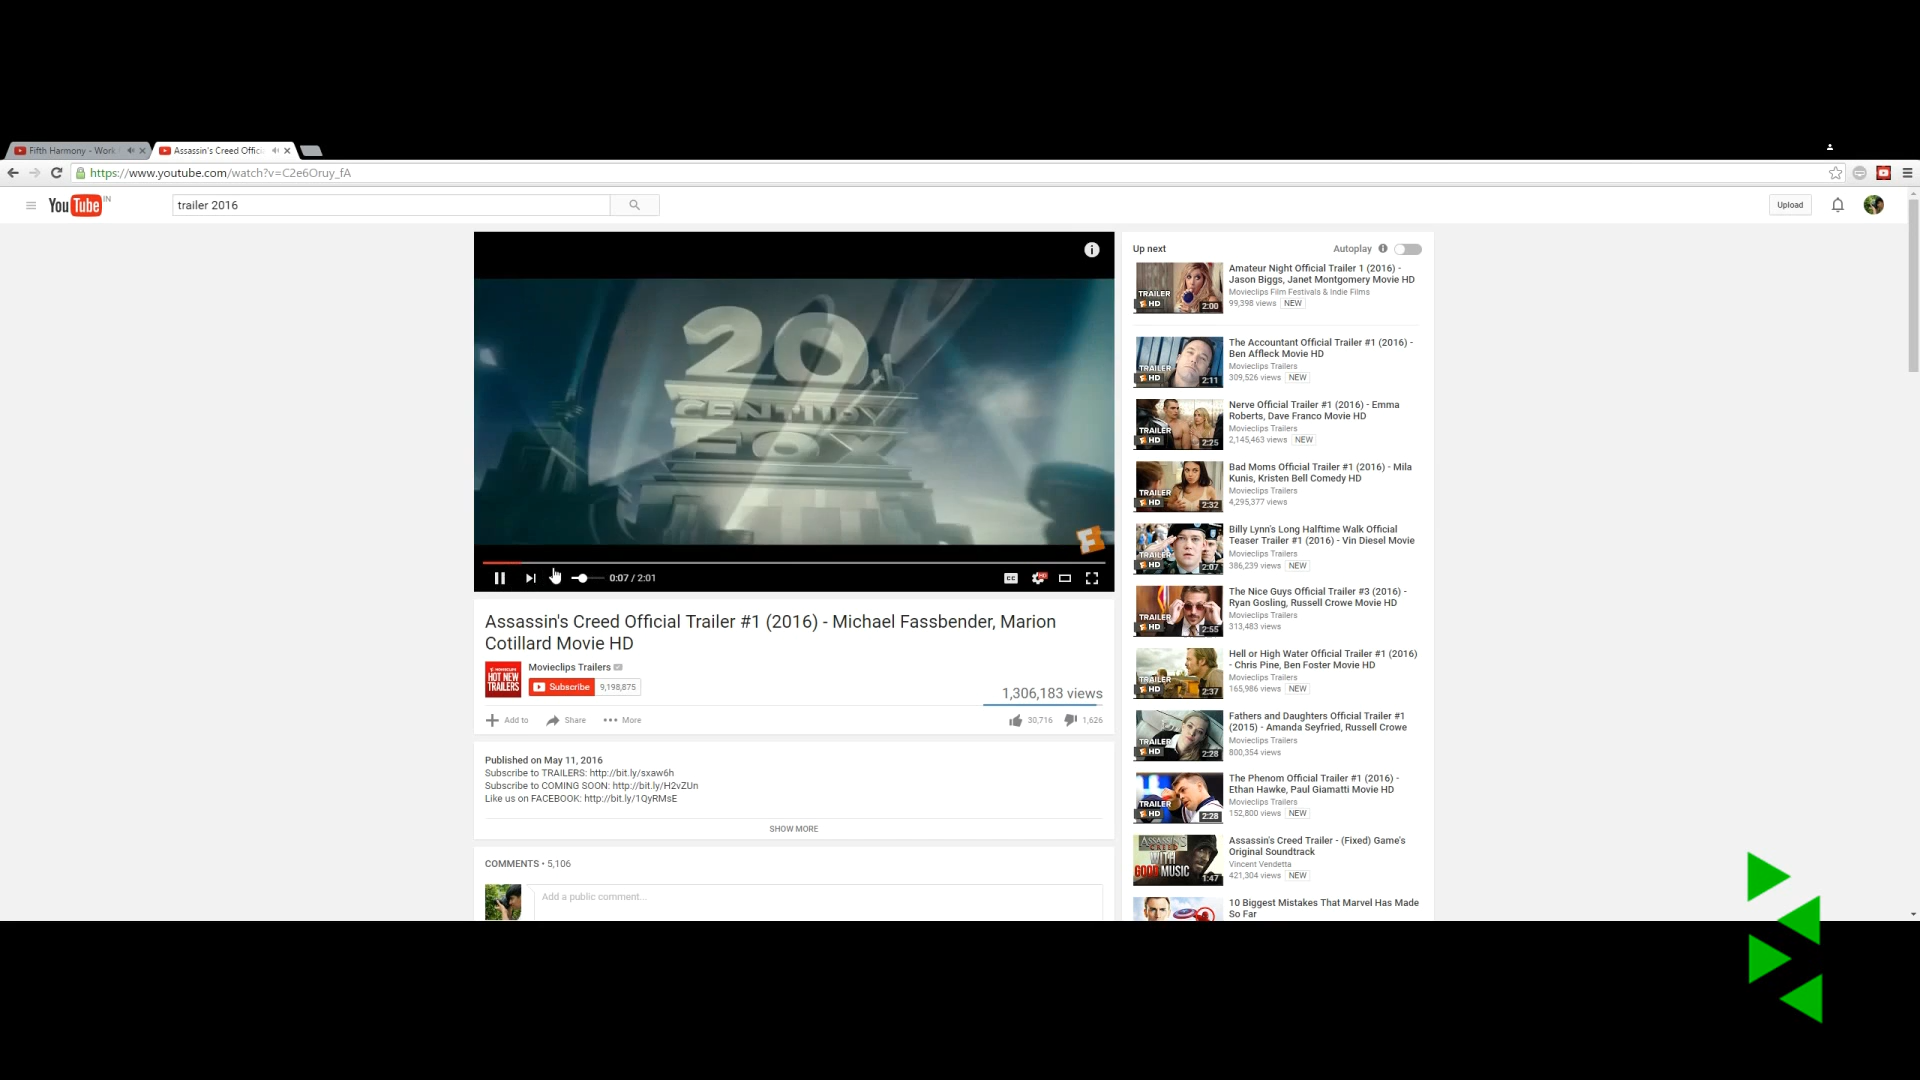 Fifth Harmony - Work
Assassin's Creed Offici
https://www.youtube.com/watch?v=C2e6Oruy_fA
YouTube IN
trailer 2016
Upload
20
CENTURY
FOX
0:07 / 2:01
CC
HD
Assassin's Creed Official Trailer #1 (2016) - Michael Fassbender, Marion
Cotillard Movie HD
HOT NEW
TRAILERS
Movieclips Trailers
Subscribe 9,198,875
1,306,183 views
Add to Share More
30,716 1,626
Published on May 11, 2016
Subscribe to TRAILERS: http://bit.ly/sxaw6h
Subscribe to COMING SOON: http://bit.ly/H2vZUn
Like us on FACEBOOK: http://bit.ly/1QyRMsE
SHOW MORE
COMMENTS • 5,106
Add a public comment...
Up next
Autoplay
TRAILER
HD
2:00
Amateur Night Official Trailer 1 (2016) -
Jason Biggs, Janet Montgomery Movie HD
Movieclips Film Festivals & Indie Films
99,398 views NEW
TRAILER
HD
2:11
The Accountant Official Trailer #1 (2016) -
Ben Affleck Movie HD
Movieclips Trailers
309,526 views NEW
TRAILER
HD
2:25
Nerve Official Trailer #1 (2016) - Emma
Roberts, Dave Franco Movie HD
Movieclips Trailers
2,145,463 views NEW
TRAILER
HD
2:32
Bad Moms Official Trailer #1 (2016) - Mila
Kunis, Kristen Bell Comedy HD
Movieclips Trailers
4,295,377 views
TRAILER
HD
2:07
Billy Lynn's Long Halftime Walk Official
Teaser Trailer #1 (2016) - Vin Diesel Movie
Movieclips Trailers
386,239 views NEW
TRAILER
HD
2:55
The Nice Guys Official Trailer #3 (2016) -
Ryan Gosling, Russell Crowe Movie HD
Movieclips Trailers
313,483 views
TRAILER
HD
2:37
Hell or High Water Official Trailer #1 (2016)
- Chris Pine, Ben Foster Movie HD
Movieclips Trailers
165,986 views NEW
TRAILER
HD
2:28
Fathers and Daughters Official Trailer #1
(2015) - Amanda Seyfried, Russell Crowe
Movieclips Trailers
800,354 views
TRAILER
HD
2:28
The Phenom Official Trailer #1 (2016) -
Ethan Hawke, Paul Giamatti Movie HD
Movieclips Trailers
152,800 views NEW
ASSASSIN'S
CREED
WITH
GOOD MUSIC
1:47
Assassin's Creed Trailer - (Fixed) Game's
Original Soundtrack
Vincent Vendetta
421,304 views NEW
10 Biggest Mistakes That Marvel Has Made
So Far